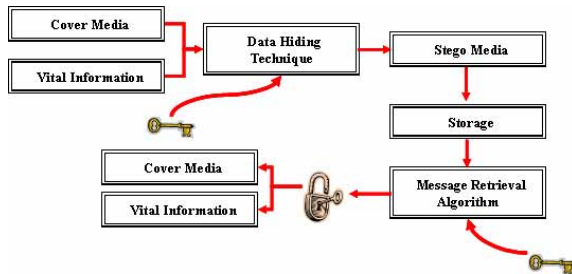 Cover Media
Vital Information
Data Hiding
Technique
Stego Media
Storage
Message Retrieval
Algorithm
Cover Media
Vital Information